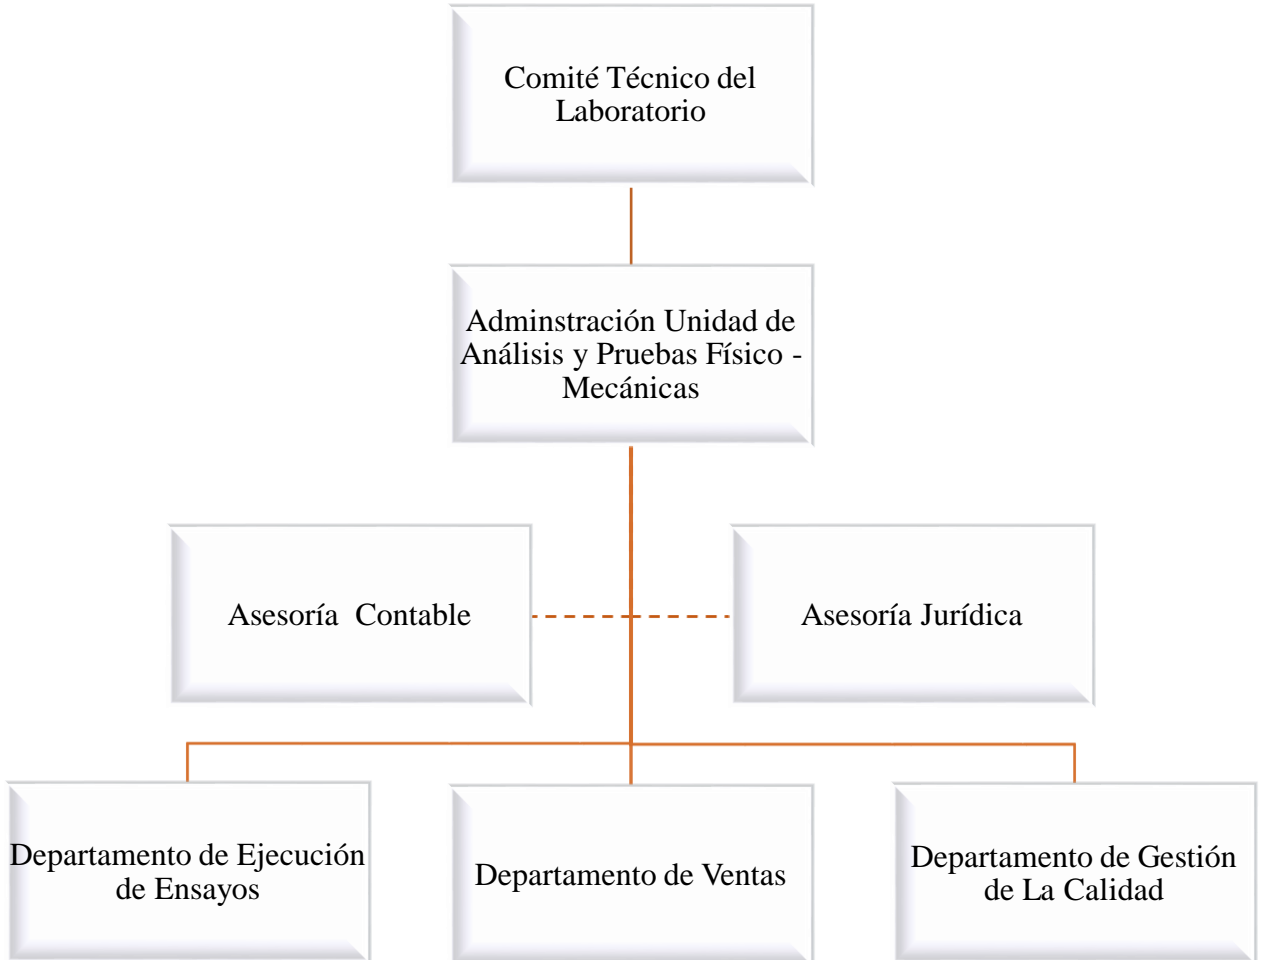 Comité Técnico del
Laboratorio
Adminstración Unidad de
Análisis y Pruebas Físico -
Mecánicas
Asesoría  Contable
Asesoría Jurídica
Departamento de Ejecución
de Ensayos
Departamento de Ventas
Departamento de Gestión
de La Calidad